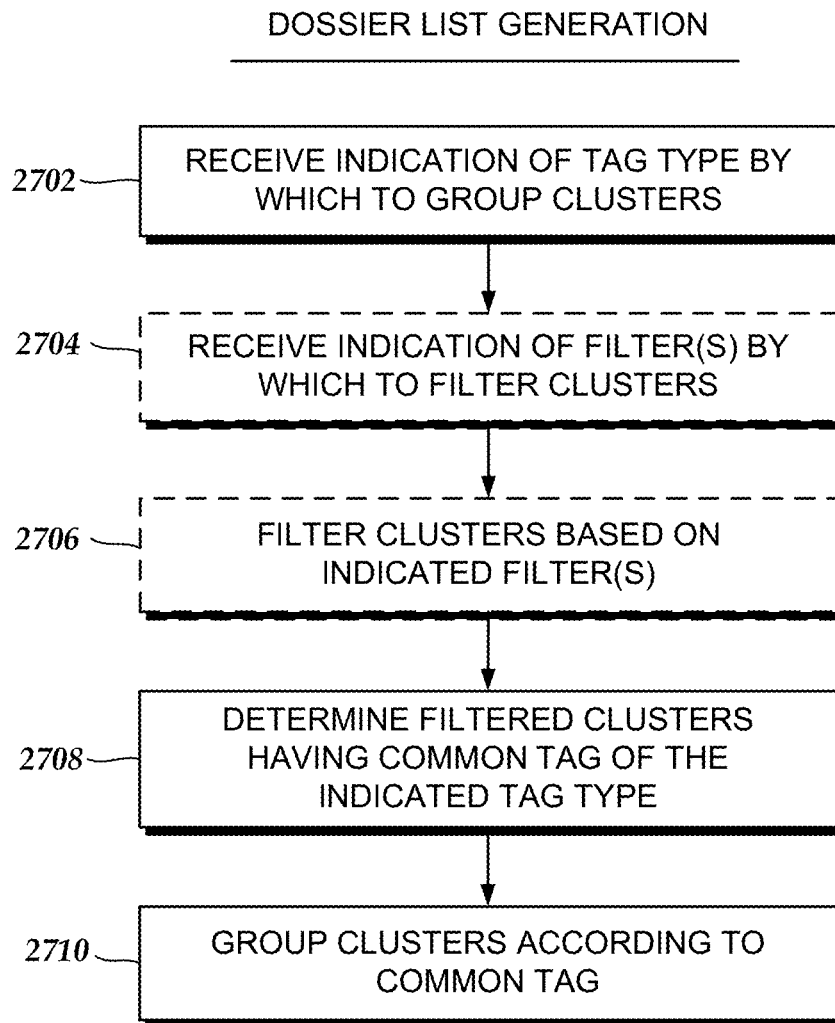 DOSSIER LIST GENERATION
2702
RECEIVE INDICATION OF TAG TYPE BY
WHICH TO GROUP CLUSTERS
2704
RECEIVE INDICATION OF FILTER(S) BY
WHICH TO FILTER CLUSTERS
2706
FILTER CLUSTERS BASED ON
INDICATED FILTER(S)
2708
DETERMINE FILTERED CLUSTERS
HAVING COMMON TAG OF THE
INDICATED TAG TYPE
2710
GROUP CLUSTERS ACCORDING TO
COMMON TAG